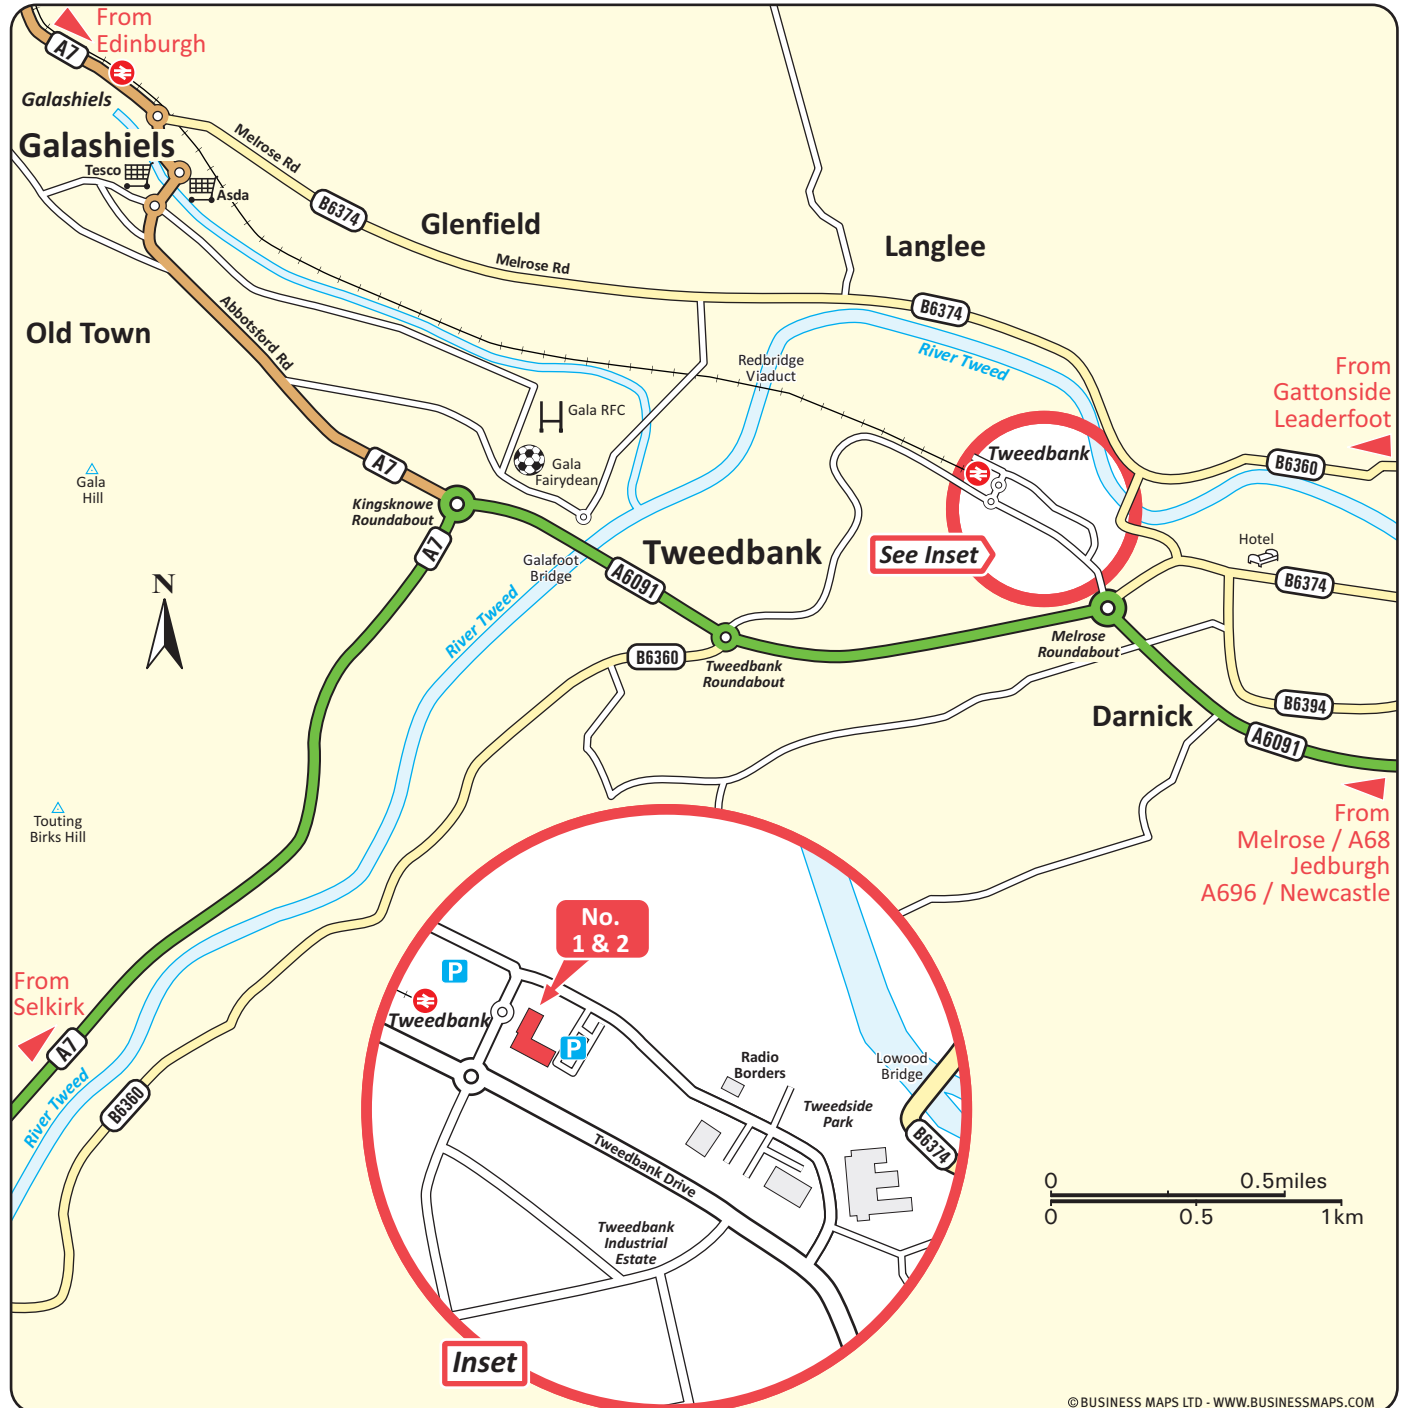 From
Edinburgh
A7
Galashiels
Galashiels
Tesco
Asda
Melrose Rd
B6374
Glenfield
Melrose Rd
Langlee
B6374
Old Town
Abbotsford Rd
River Tweed
Redbridge
Viaduct
From
Gattonside
Leaderfoot
Gala RFC
Gala
Fairydean
Tweedbank
B6360
A7
Gala
Hill
Kingsknowe
Roundabout
A7
Galafoot
Bridge
Tweedbank
See Inset
Hotel
B6374
A6091
N
River Tweed
B6360
Tweedbank
Roundabout
Melrose
Roundabout
B6394
Darnick
A6091
Touting
Birks Hill
From
Melrose / A68
Jedburgh
A696 / Newcastle
No.
1 & 2
P
From
Selkirk
Tweedbank
A7
P
Radio
Borders
Lowood
Bridge
River Tweed
B6360
Tweedside
Park
B6374
Tweedbank Drive
0 0.5miles
0 0.5 1km
Tweedbank
Industrial
Estate
Inset
© BUSINESS MAPS LTD - WWW.BUSINESSMAPS.COM